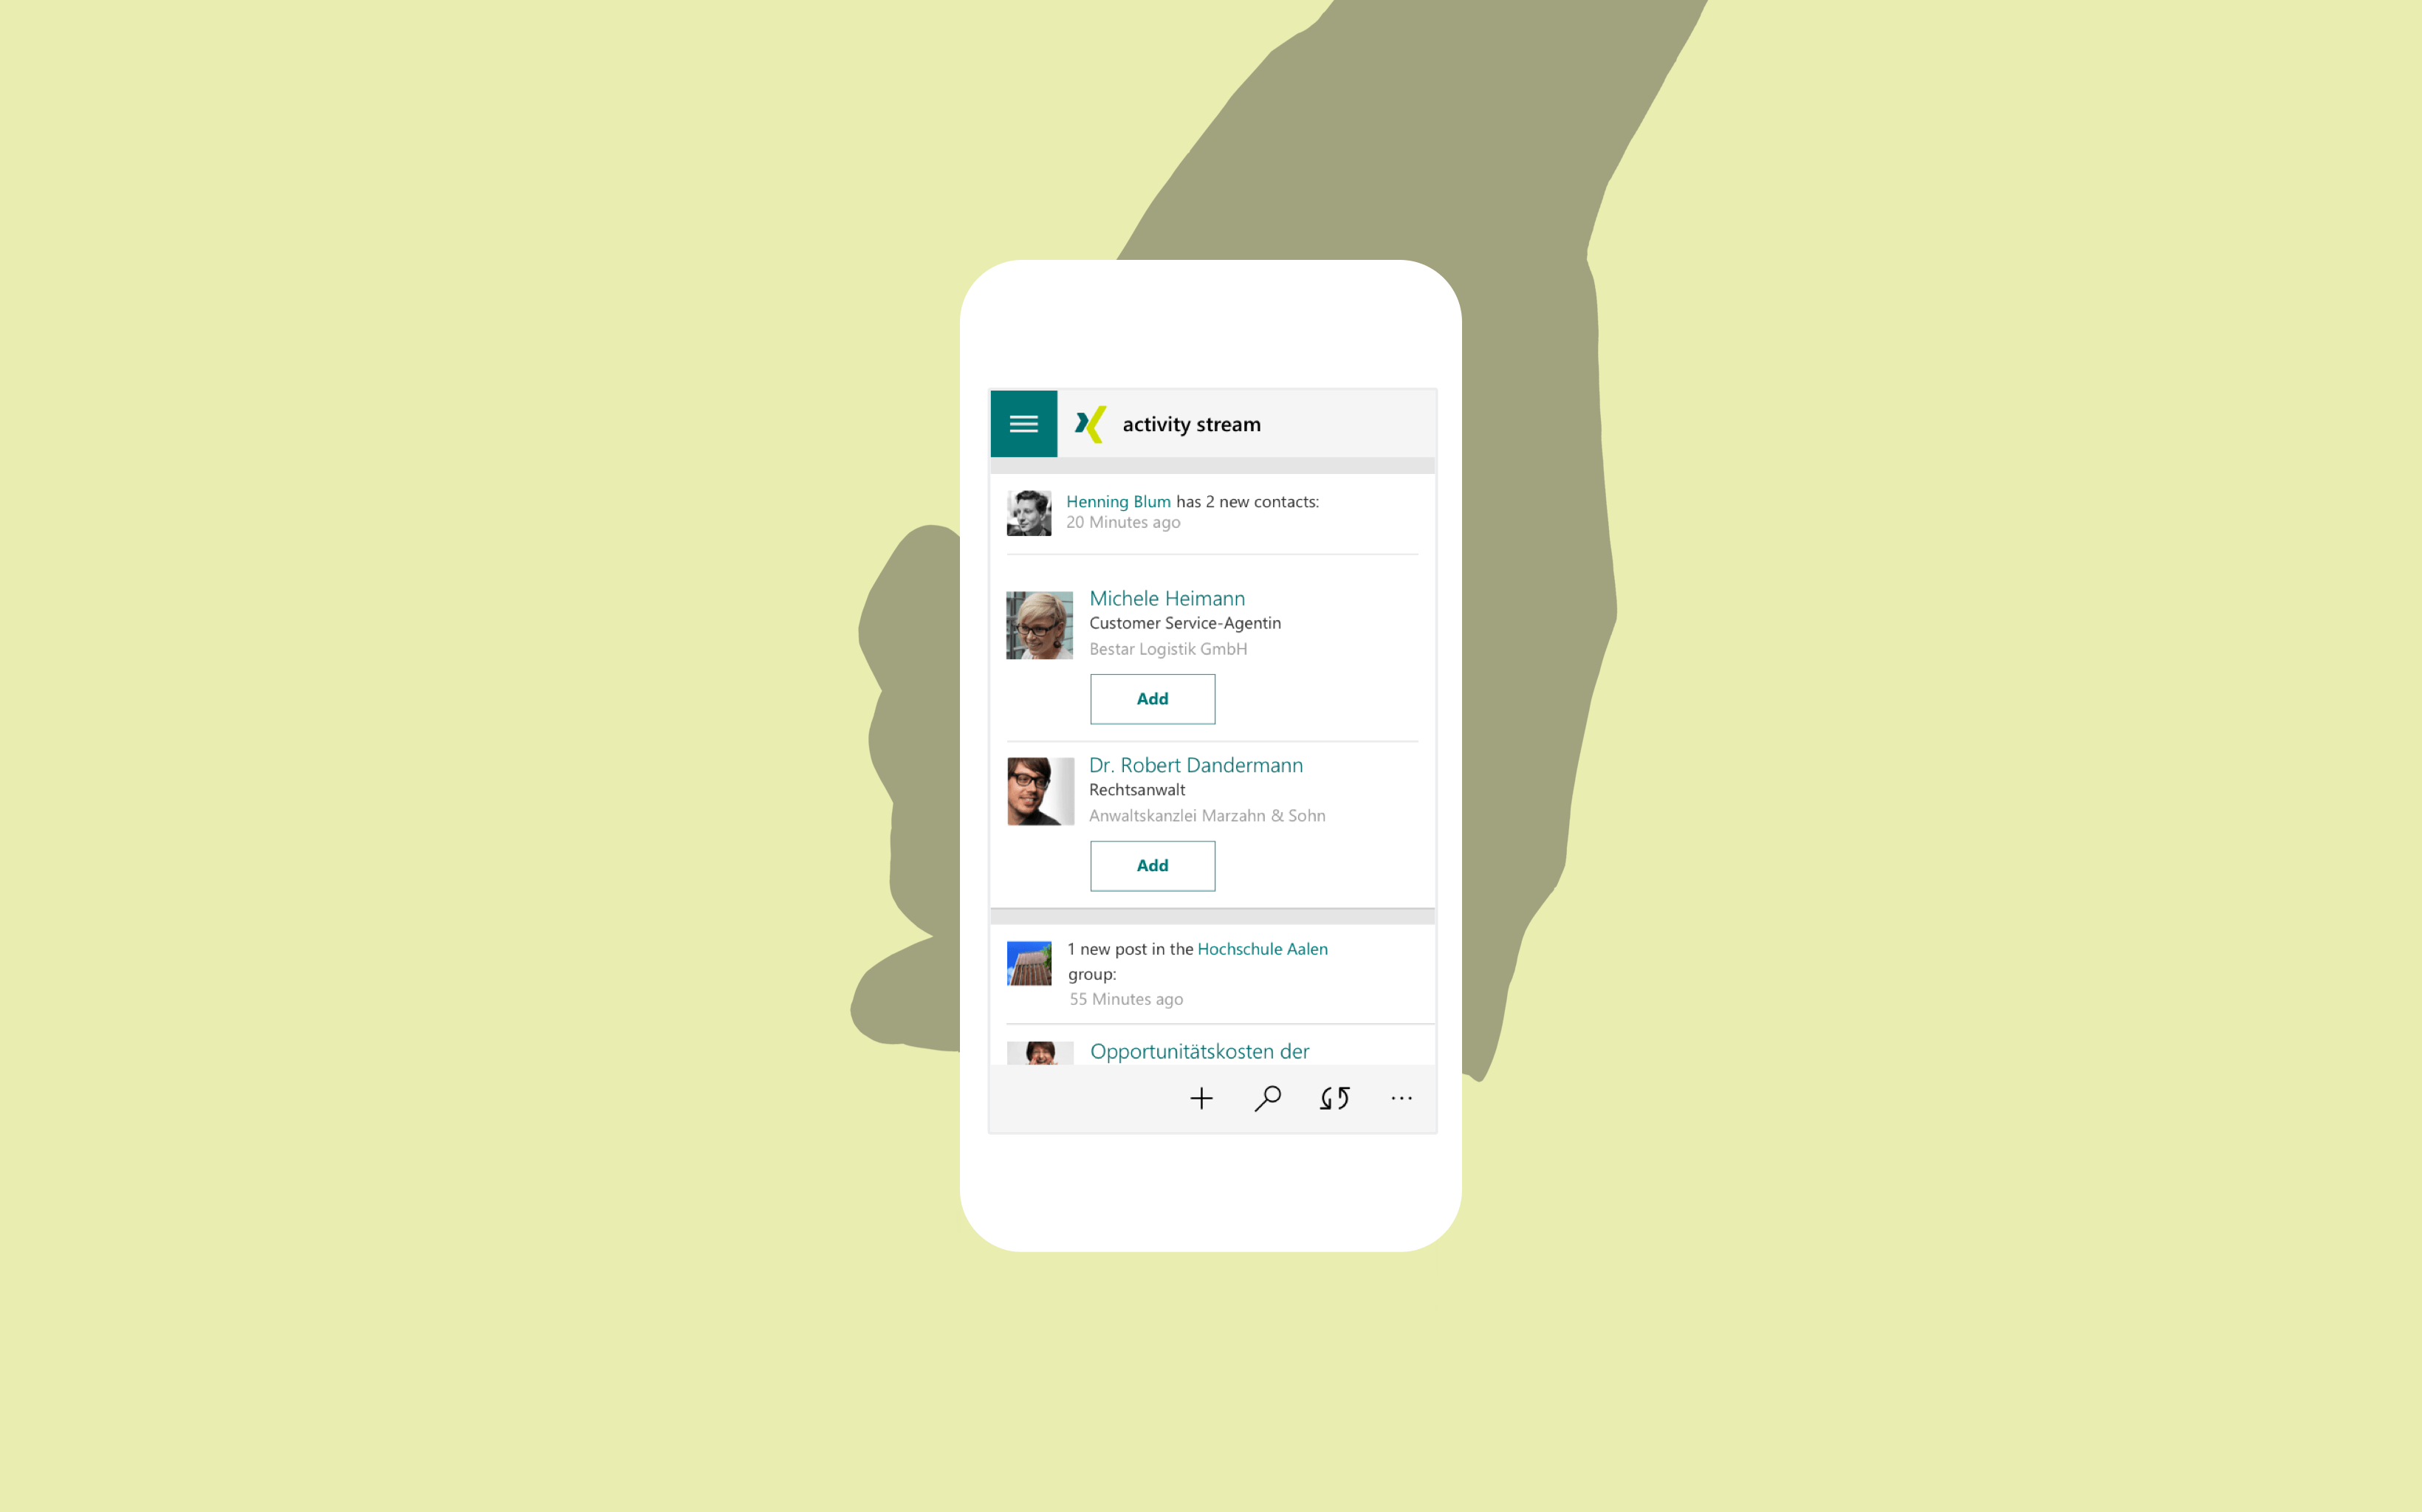 activity stream
Henning Blum has 2 new contacts:
20 Minutes ago
Michele Heimann
Customer Service-Agentin
Bestar Logistik GmbH
Add
Dr. Robert Dandermann
Rechtsanwalt
Anwaltskanzlei Marzahn & Sohn
Add
1 new post in the Hochschule Aalen
group:
55 Minutes ago
Opportunitätskosten der